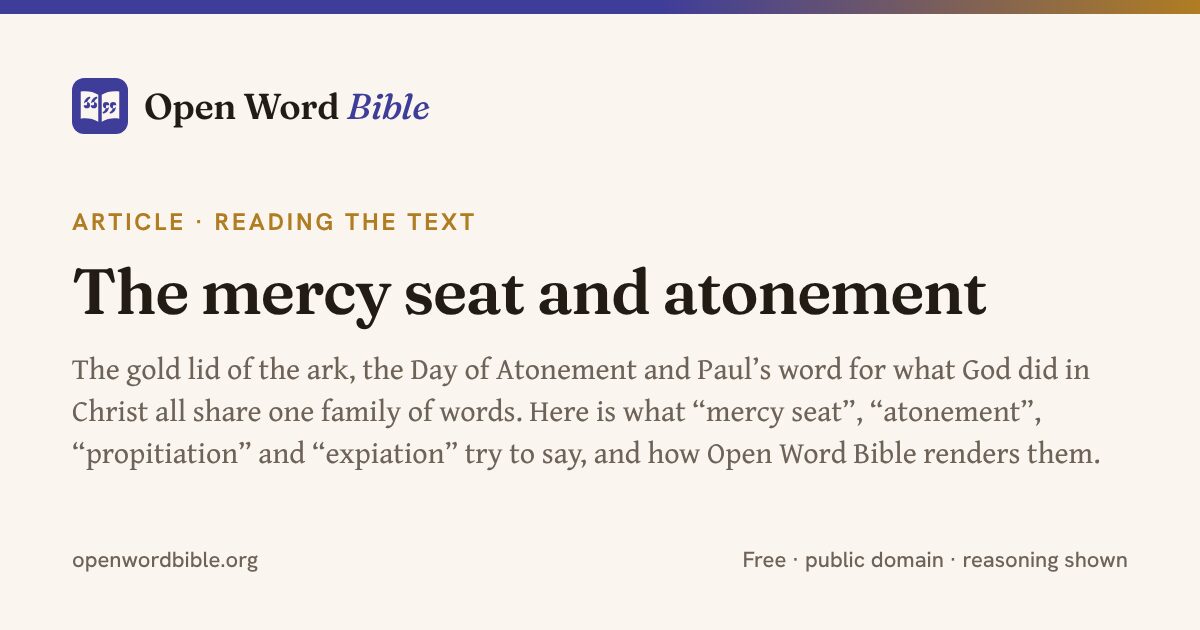 Open Word Bible
ARTICLE · READING THE TEXT
The mercy seat and atonement
The gold lid of the ark, the Day of Atonement and Paul’s word for what God did in
Christ all share one family of words. Here is what “mercy seat”, “atonement”,
“propitiation” and “expiation” try to say, and how Open Word Bible renders them.
openwordbible.org
Free · public domain · reasoning shown